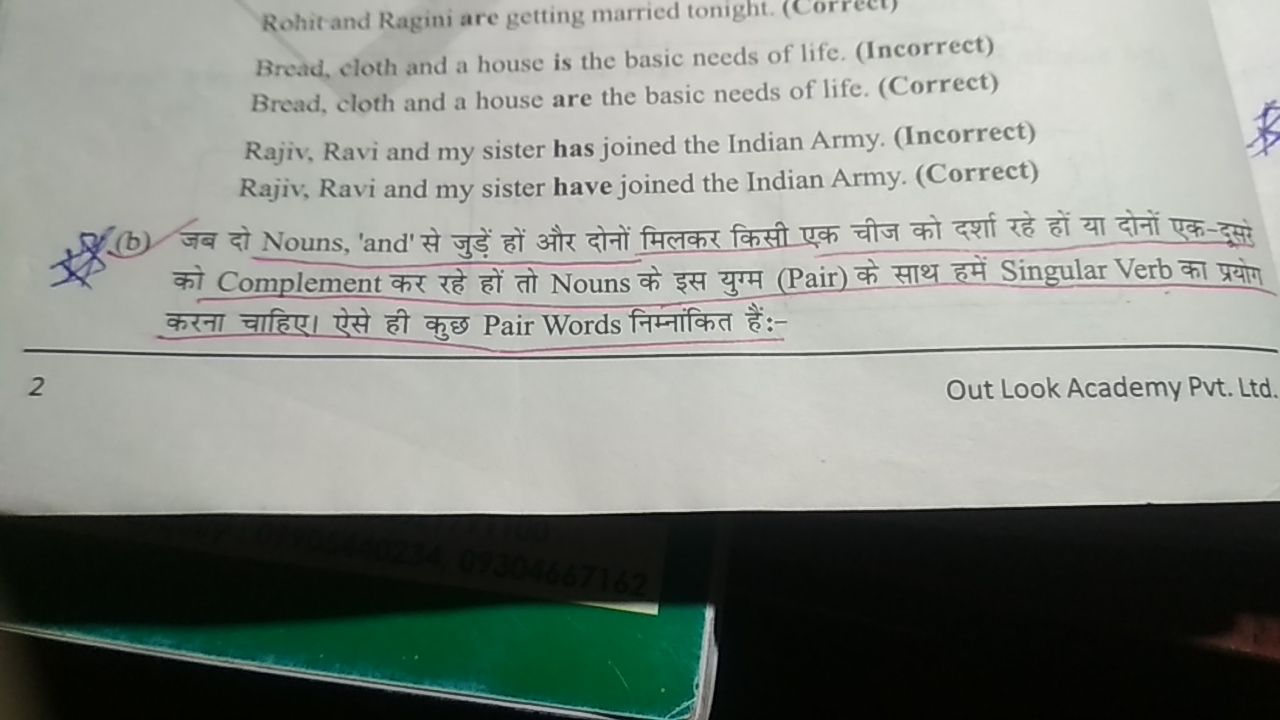 Rohit and Ragini are getting married tonight. (Correct)
Bread, cloth and a house is the basic needs of life. (Incorrect)
Bread, cloth and a house are the basic needs of life. (Correct)
Rajiv, Ravi and my sister has joined the Indian Army. (Incorrect)
Rajiv, Ravi and my sister have joined the Indian Army. (Correct)
(b) जब दो Nouns, 'and' से जुड़ें हों और दोनों मिलकर किसी एक चीज को दर्शा रहे हों या दोनों एक-दूसरे
को Complement कर रहे हों तो Nouns के इस युग्म (Pair) के साथ हमें Singular Verb का प्रयोग
करना चाहिए। ऐसे ही कुछ Pair Words निम्नांकित हैं:-
2
Out Look Academy Pvt. Ltd.
09304667162